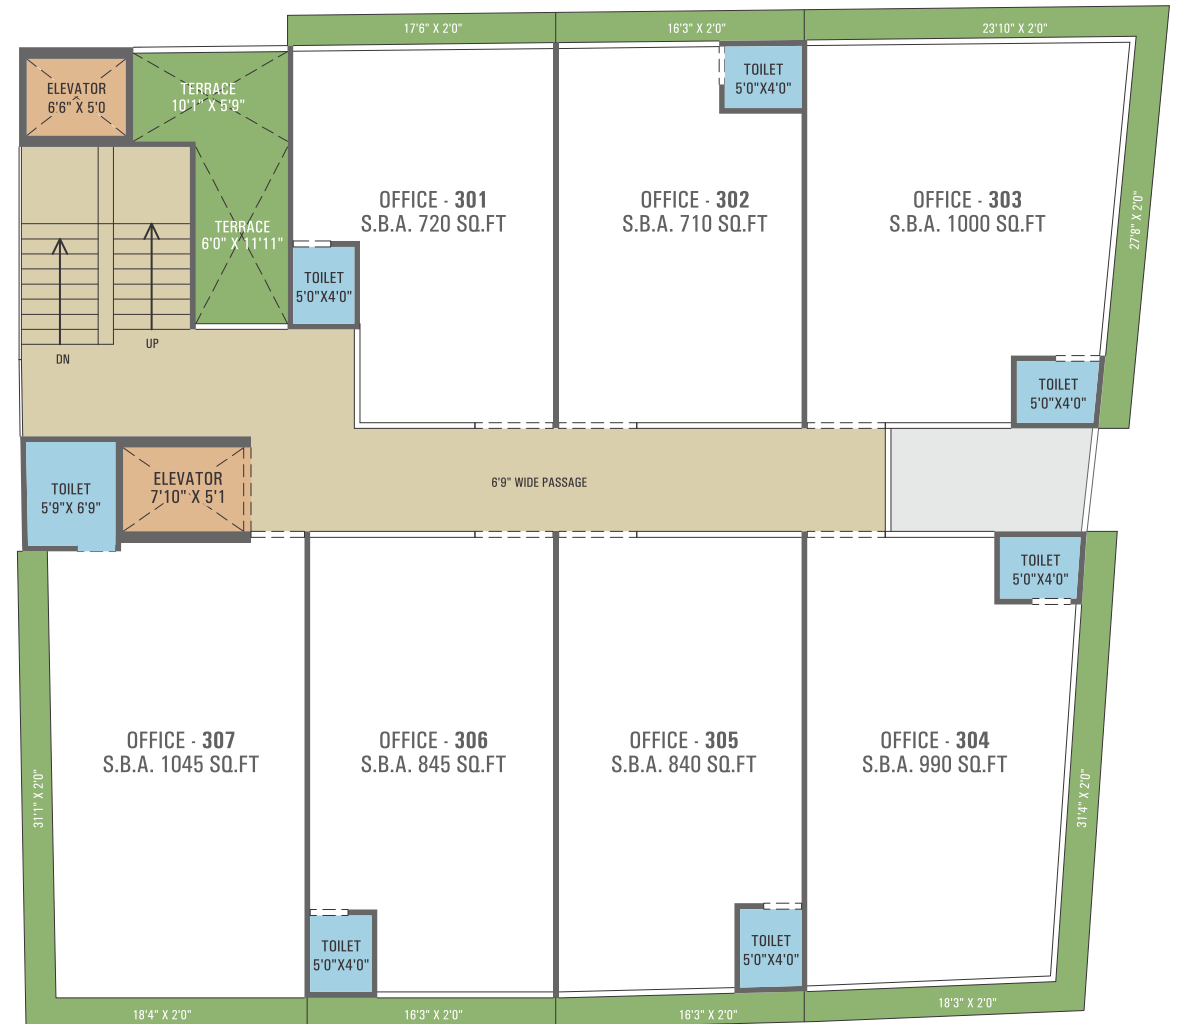 17'6" X 2'0"
16'3" X 2'0"
23'10" X 2'0"
ELEVATOR
6'6" X 5'0
TERRACE
10'1" X 5'9"
TOILET
5'0"X4'0"
OFFICE - 301
S.B.A. 720 SQ.FT
OFFICE - 302
S.B.A. 710 SQ.FT
OFFICE - 303
S.B.A. 1000 SQ.FT
27'8" X 2'0"
TERRACE
6'0" X 11'11"
TOILET
5'0"X4'0"
DN
UP
TOILET
5'0"X4'0"
TOILET
5'9"X 6'9"
ELEVATOR
7'10" X 5'1
6'9" WIDE PASSAGE
TOILET
5'0"X4'0"
OFFICE - 307
S.B.A. 1045 SQ.FT
OFFICE - 306
S.B.A. 845 SQ.FT
OFFICE - 305
S.B.A. 840 SQ.FT
OFFICE - 304
S.B.A. 990 SQ.FT
31'1" X 2'0"
31'4" X 2'0"
TOILET
5'0"X4'0"
TOILET
5'0"X4'0"
18'4" X 2'0"
16'3" X 2'0"
16'3" X 2'0"
18'3" X 2'0"